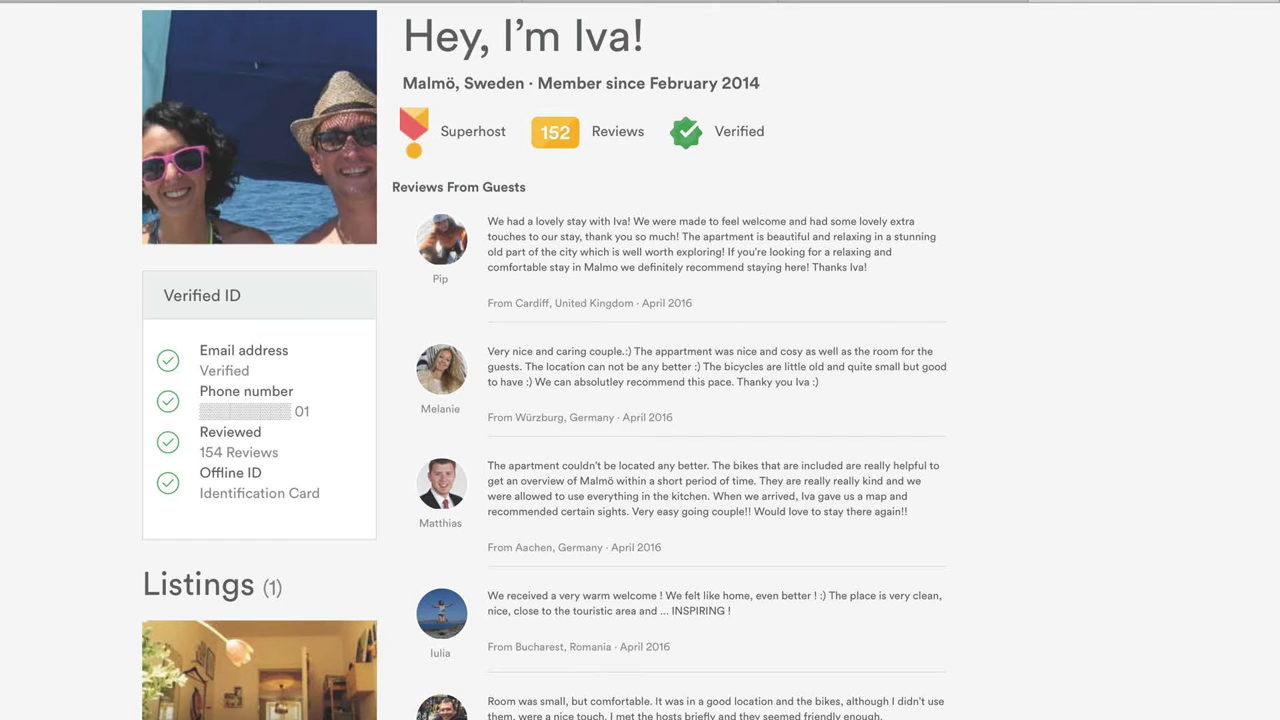 Hey, I'm Iva!
Malmö, Sweden · Member since February 2014
Superhost
152
Reviews
Verified
Reviews From Guests
We had a lovely stay with Iva! We were made to feel welcome and had some lovely extra
touches to our stay, thank you so much! The apartment is beautiful and relaxing in a stunning
old part of the city which is well worth exploring! If you're looking for a relaxing and
comfortable stay in Malmo we definitely recommend staying here! Thanks Iva!
Pip
From Cardiff, United Kingdom · April 2016
Very nice and caring couple.:) The appartment was nice and cosy as well as the room for the
guests. The location can not be any better :) The bicycles are little old and quite small but good
to have :) We can absolutley recommend this pace. Thanky you Iva :)
Melanie
From Würzburg, Germany · April 2016
The apartment couldn't be located any better. The bikes that are included are really helpful to
get an overview of Malmö within a short period of time. They are really really kind and we
were allowed to use everything in the kitchen. When we arrived, Iva gave us a map and
recommended certain sights. Very easy going couple!! Would love to stay there again!!
Matthias
From Aachen, Germany · April 2016
We received a very warm welcome ! We felt like home, even better ! :) The place is very clean,
nice, close to the touristic area and ... INSPIRING !
Iulia
From Bucharest, Romania · April 2016
Room was small, but comfortable. It was in a good location and the bikes, although I didn't use
them, were a nice touch. I met the hosts briefly and they seemed friendly enough.
Verified ID
Email address
Verified
Phone number
01
Reviewed
154 Reviews
Offline ID
Identification Card
Listings (1)